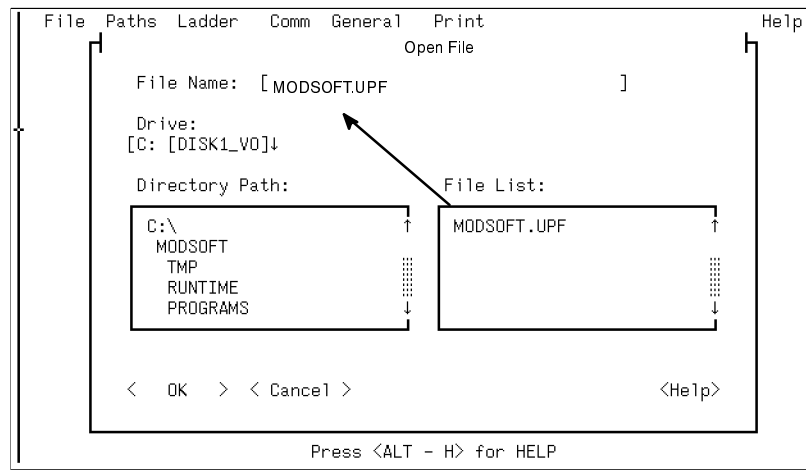 File Paths Ladder Comm General Print Help
Open File
File Name: [MODSOFT.UPF ]
Drive:
[C: [DISK1_VO]↓
Directory Path: File List:
C:\ ↑ MODSOFT.UPF ↑
MODSOFT
TMP
RUNTIME
PROGRAMS ↓ ↓
< OK > < Cancel > <Help>
Press <ALT - H> for HELP